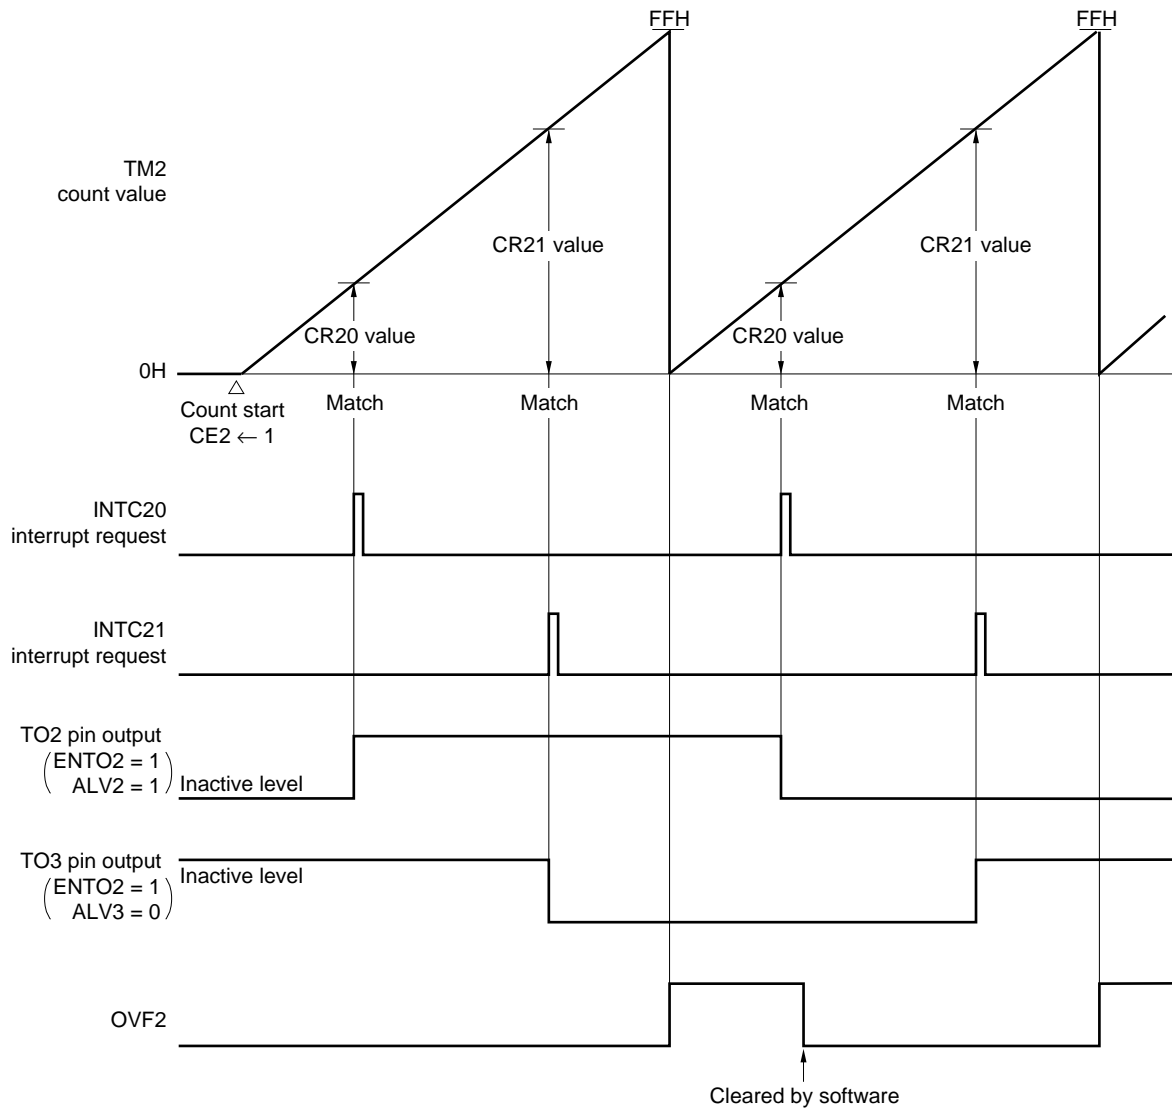 FFH
FFH
TM2
count value
CR21 value
CR21 value
CR20 value
CR20 value
0H
Count start
CE2 ← 1
Match
Match
Match
Match
INTC20
interrupt request
INTC21
interrupt request
TO2 pin output
(ENTO2 = 1
ALV2 = 1)
Inactive level
TO3 pin output
(ENTO2 = 1
ALV3 = 0)
Inactive level
OVF2
Cleared by software